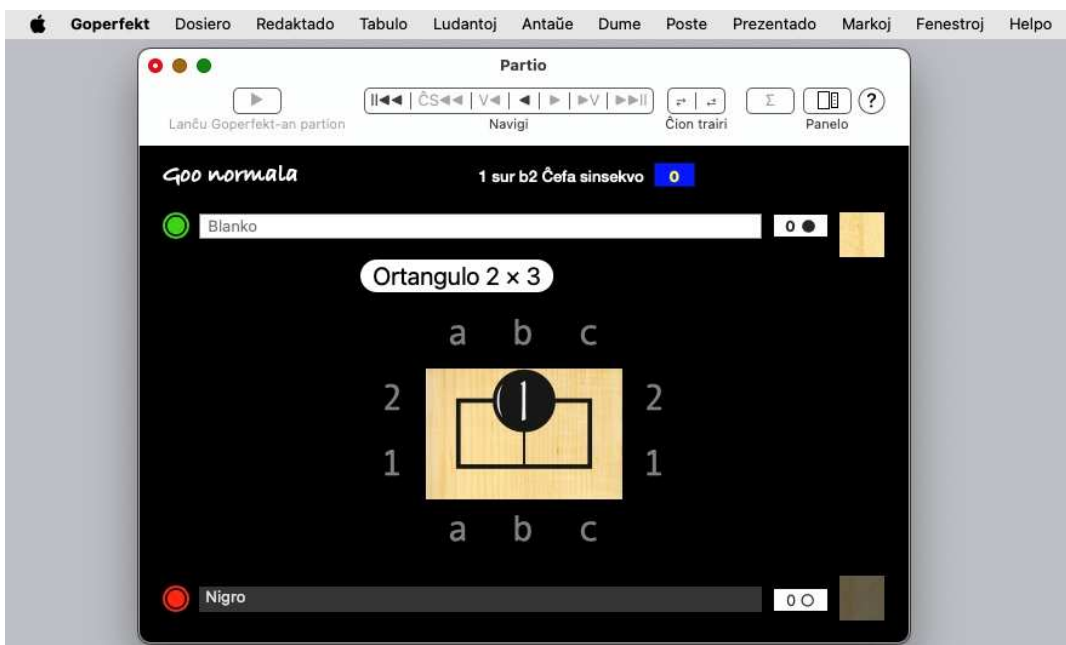 Goperfekt Dosiero Redaktado Tabulo Ludantoj Antaŭe Dume Poste Prezentado Markoj Fenestroj Helpo
Partio
ĈS V V Σ ?
Lanĉu Goperfekt-an partion Navigi Ĉion trairi Panelo
Goo normala 1 sur b2 Ĉefa sinsekvo 0
Blanko 0
Ortangulo 2 × 3
a b c
2 1 2
1 1
a b c
Nigro 0